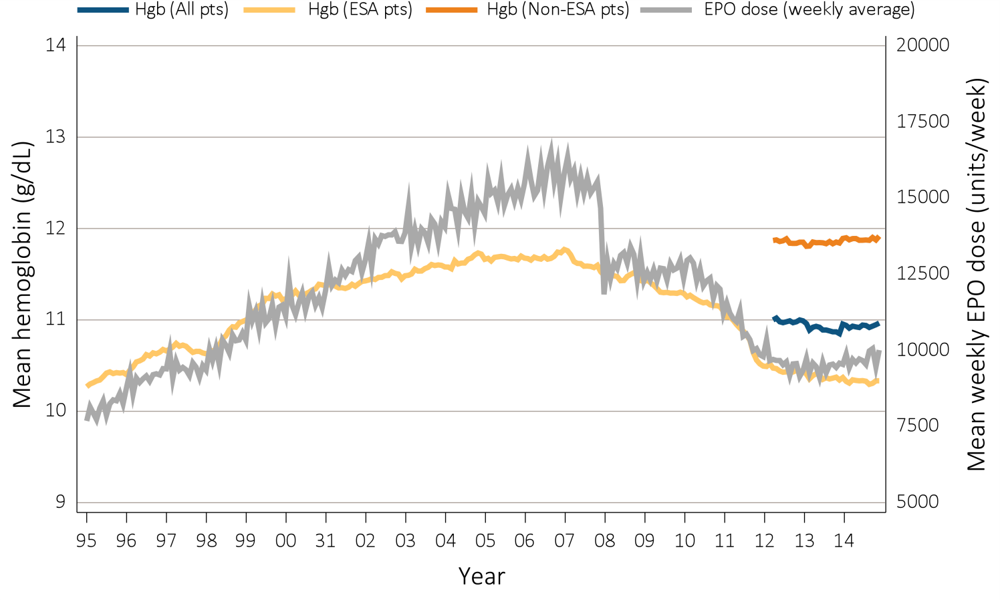 Hgb (All pts) Hgb (ESA pts) Hgb (Non-ESA pts) EPO dose (weekly average)
Mean hemoglobin (g/dL)
14
13
12
11
10
9
20000
17500
15000
12500
10000
7500
5000
Mean weekly EPO dose (units/week)
95 96 97 98 99 00 31 02 03 04 05 06 07 08 09 10 11 12 13 14
Year